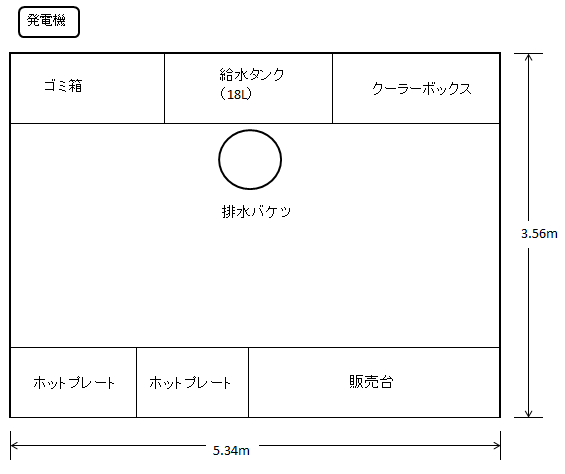 発電機
ゴミ箱
給水タンク
（18L）
クーラーボックス
排水バケツ
3.56m
ホットプレート
ホットプレート
販売台
5.34m